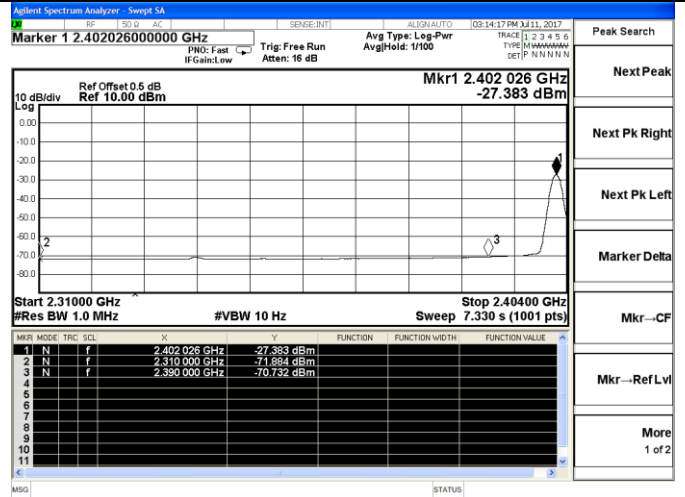 Agilent Spectrum Analyzer - Swept SA
LXI RF 50 Ω AC SENSE:INT ALIGN AUTO 03:14:17 PM Jul 11, 2017
Marker 1 2.402026000000 GHz
PNO: Fast
IFGain:Low
Trig: Free Run
Atten: 16 dB
Avg Type: Log-Pwr
Avg|Hold: 1/100
TRACE 1 2 3 4 5 6
TYPE M WWWWW
DET P N N N N N
Peak Search
Next Peak
Next Pk Right
Next Pk Left
Marker Delta
Mkr→CF
Mkr→Ref Lvl
More
1 of 2
Mkr1 2.402 026 GHz
-27.383 dBm
Ref Offset 0.5 dB
10 dB/div Ref 10.00 dBm
Log
0.00
-10.0
-20.0
-30.0
-40.0
-50.0
-60.0
-70.0
-80.0
1
2
3
Start 2.31000 GHz Stop 2.40400 GHz
#Res BW 1.0 MHz #VBW 10 Hz Sweep 7.330 s (1001 pts)
MKR MODE TRC SCL X Y FUNCTION FUNCTION WIDTH FUNCTION VALUE
1 N f 2.402 026 GHz -27.383 dBm
2 N f 2.310 000 GHz -71.884 dBm
3 N f 2.390 000 GHz -70.732 dBm
4
5
6
7
8
9
10
11
MSG STATUS